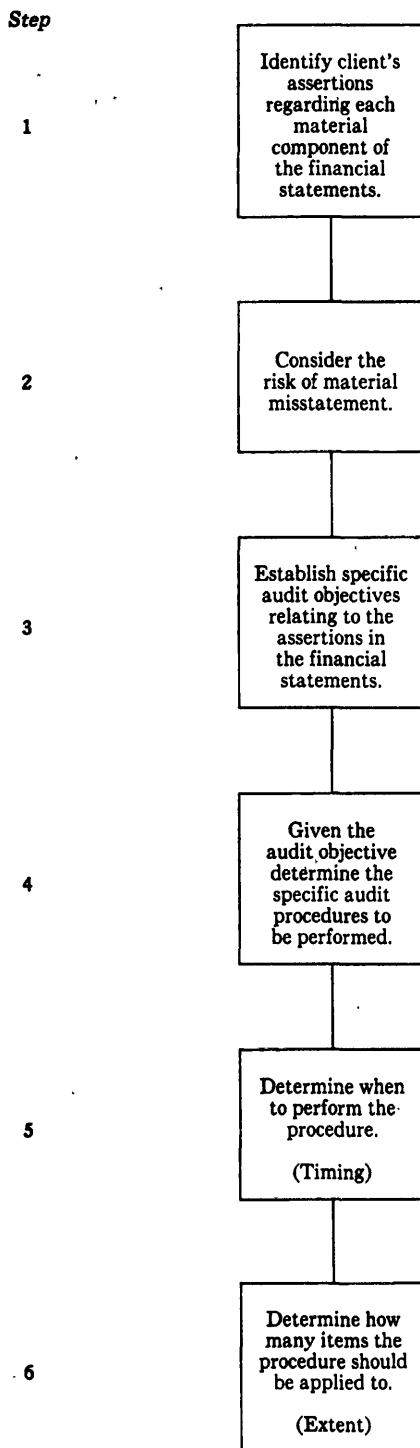 Step
1
Identify client's
assertions
regarding each
material
component of
the financial
statements.
2
Consider the
risk of material
misstatement.
3
Establish specific
audit objectives
relating to the
assertions in
the financial
statements.
4
Given the
audit objective
determine the
specific audit
procedures to
be performed.
5
Determine when
to perform the
procedure.
(Timing)
6
Determine how
many items the
procedure should
be applied to.
(Extent)